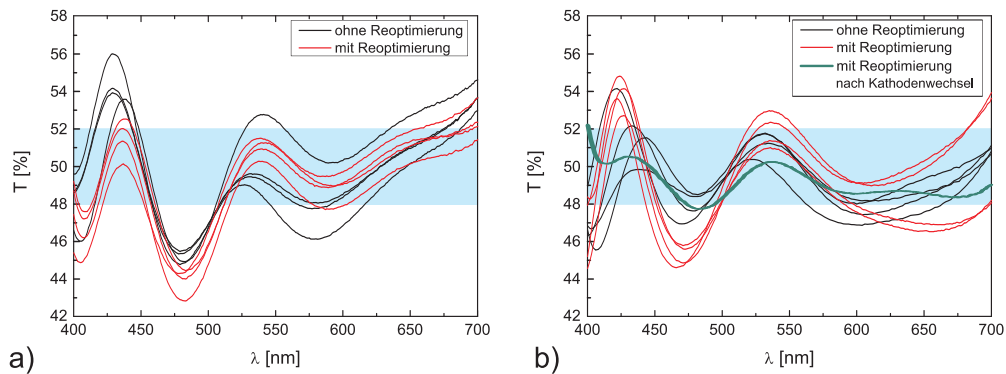 58
56
54
52
50
48
46
44
42
T [%]
400 450 500 550 600 650 700
λ [nm]
ohne Reoptimierung
mit Reoptimierung
a)
58
56
54
52
50
48
46
44
42
T [%]
400 450 500 550 600 650 700
λ [nm]
ohne Reoptimierung
mit Reoptimierung
mit Reoptimierung
nach Kathodenwechsel
b)